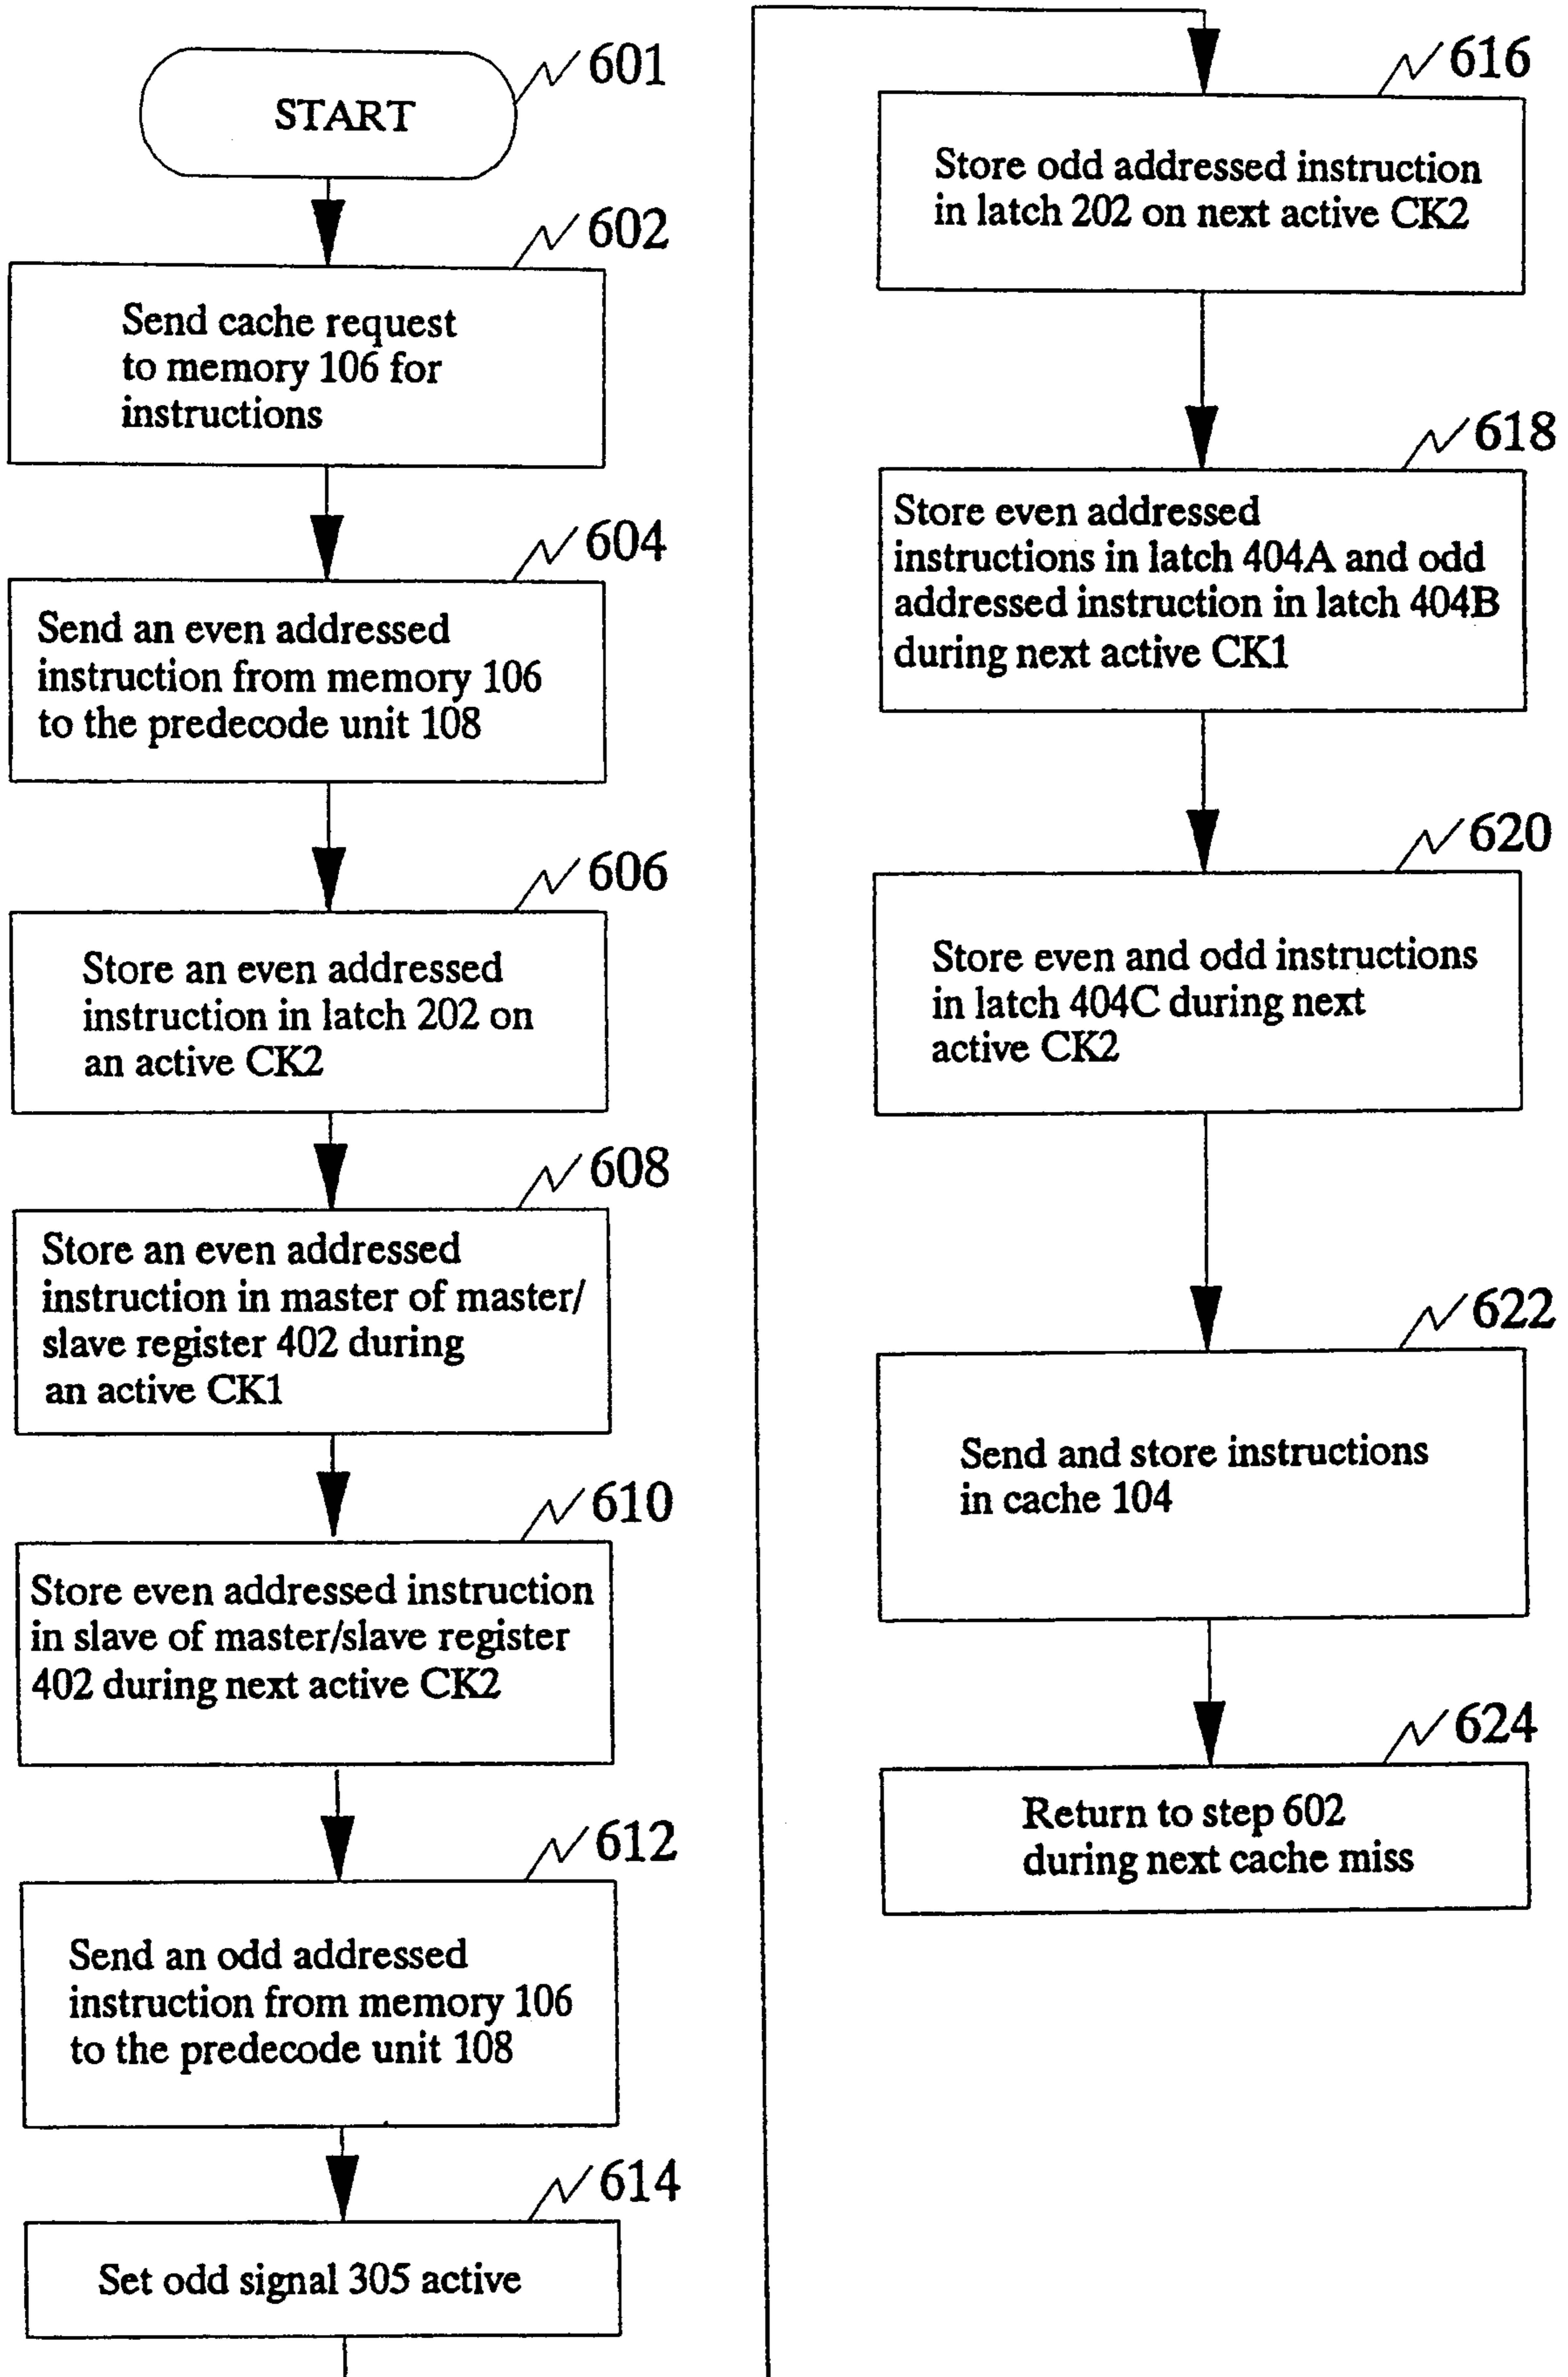 601
START
602
Send cache request
to memory 106 for
instructions
604
Send an even addressed
instruction from memory 106
to the predecode unit 108
606
Store an even addressed
instruction in latch 202 on
an active CK2
608
Store an even addressed
instruction in master of master/
slave register 402 during
an active CK1
610
Store even addressed instruction
in slave of master/slave register
402 during next active CK2
612
Send an odd addressed
instruction from memory 106
to the predecode unit 108
614
Set odd signal 305 active
616
Store odd addressed instruction
in latch 202 on next active CK2
618
Store even addressed
instructions in latch 404A and odd
addressed instruction in latch 404B
during next active CK1
620
Store even and odd instructions
in latch 404C during next
active CK2
622
Send and store instructions
in cache 104
624
Return to step 602
during next cache miss